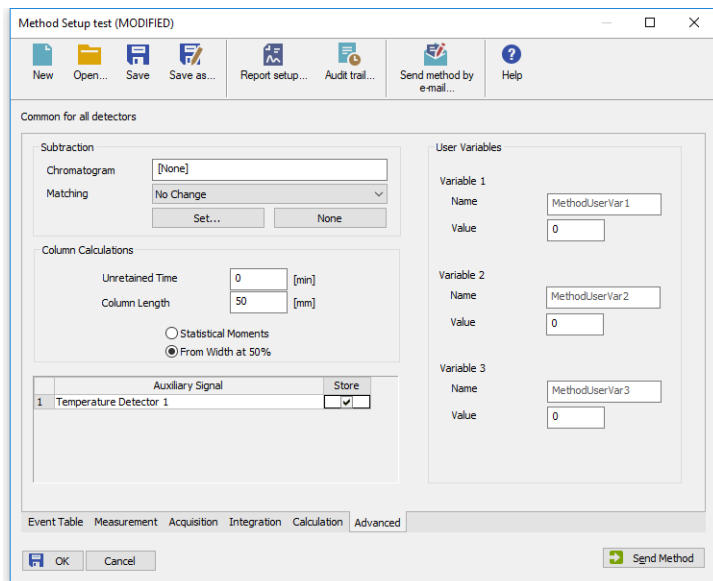 Method Setup test (MODIFIED)
New Open... Save Save as... Report setup... Audit trail... Send method by e-mail... Help
Common for all detectors
Subtraction
Chromatogram [None]
Matching No Change
Set... None
Column Calculations
Unretained Time 0 [min]
Column Length 50 [mm]
Statistical Moments
From Width at 50%
Auxiliary Signal Store
1 Temperature Detector 1
User Variables
Variable 1
Name MethodUserVar1
Value 0
Variable 2
Name MethodUserVar2
Value 0
Variable 3
Name MethodUserVar3
Value 0
Event Table Measurement Acquisition Integration Calculation Advanced
OK Cancel Send Method